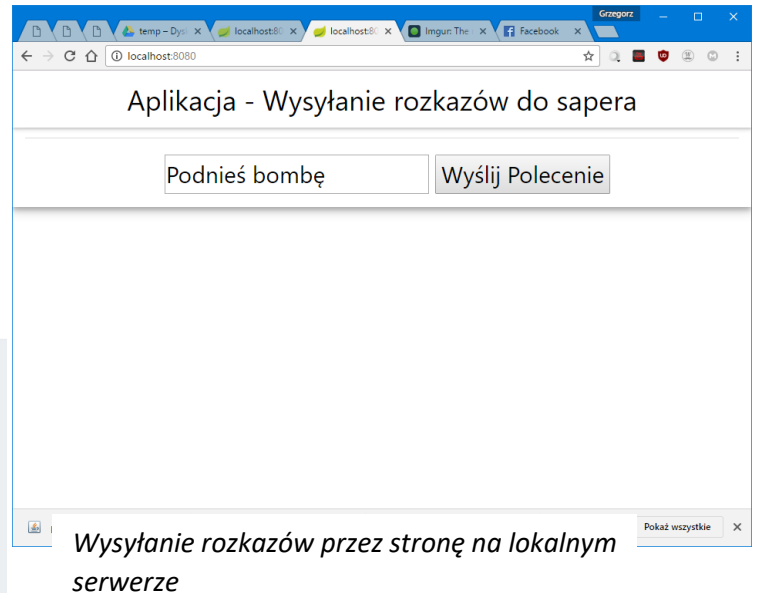 Grzegorz
temp – Dys
localhost:80
localhost:80
Imgur: The
Facebook
localhost:8080
Aplikacja - Wysyłanie rozkazów do sapera
Podnieś bombę
Wyślij Polecenie
Pokaż wszystkie
Wysyłanie rozkazów przez stronę na lokalnym
serwerze